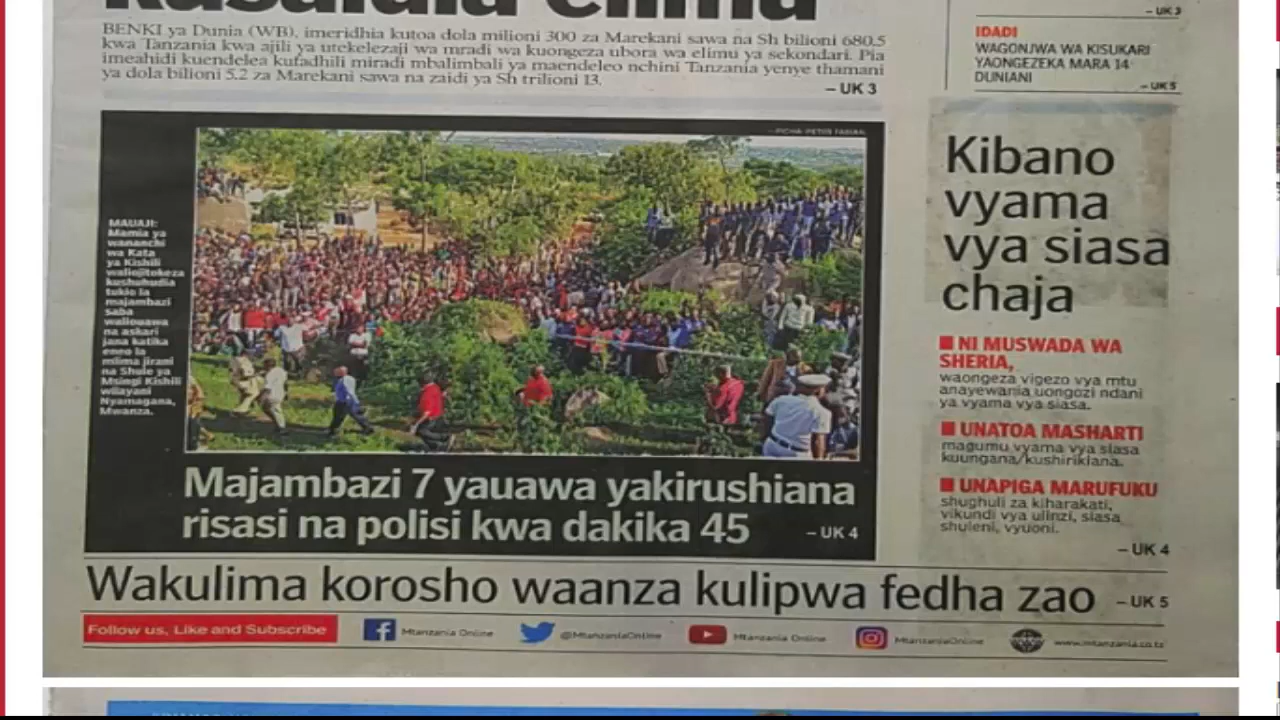 BENKI ya Dunia (WB), imeridhia kutoa dola milioni 300 za Marekani sawa na Sh bilioni 680.5
kwa Tanzania kwa ajili ya utekelezaji wa mradi wa kuongeza ubora wa elimu ya sekondari. Pia
imeahidi kuendelea kufadhili miradi mbalimbali ya maendeleo nchini Tanzania yenye thamani
ya dola bilioni 5.2 za Marekani sawa na zaidi ya Sh trilioni 13.
– UK 3
– UK 3
IDADI
WAGONJWA WA KISUKARI
YAONGEZEKA MARA 14
DUNIANI
– UK 5
MAUAJI:
Mamia ya
wananchi
wa Kata
ya Kishili
waliojitokeza
kushuhudia
tukio la
majambazi
saba
waliouawa
na askari
jana katika
eneo la
mlima jirani
na Shule ya
Msingi Kishili
wilayani
Nyamagana,
Mwanza.
Majambazi 7 yauawa yakirushiana
risasi na polisi kwa dakika 45
– UK 4
Kibano
vyama
vya siasa
chaja
NI MUSWADA WA
SHERIA,
waongeza vigezo vya mtu
anayewania uongozi ndani
ya vyama vya siasa.
UNATOA MASHARTI
magumu vyama vya siasa
kuungana/kushirikiana.
UNAPIGA MARUFUKU
shughuli za kiharakati,
vikundi vya ulinzi, siasa
shuleni, vyuoni.
– UK 4
Wakulima korosho waanza kulipwa fedha zao – UK 5
Follow us, Like and Subscribe Mtanzania Online @MtanzaniaOnline Mtanzania Online MtanzaniaOnline www.mtanzania.co.tz